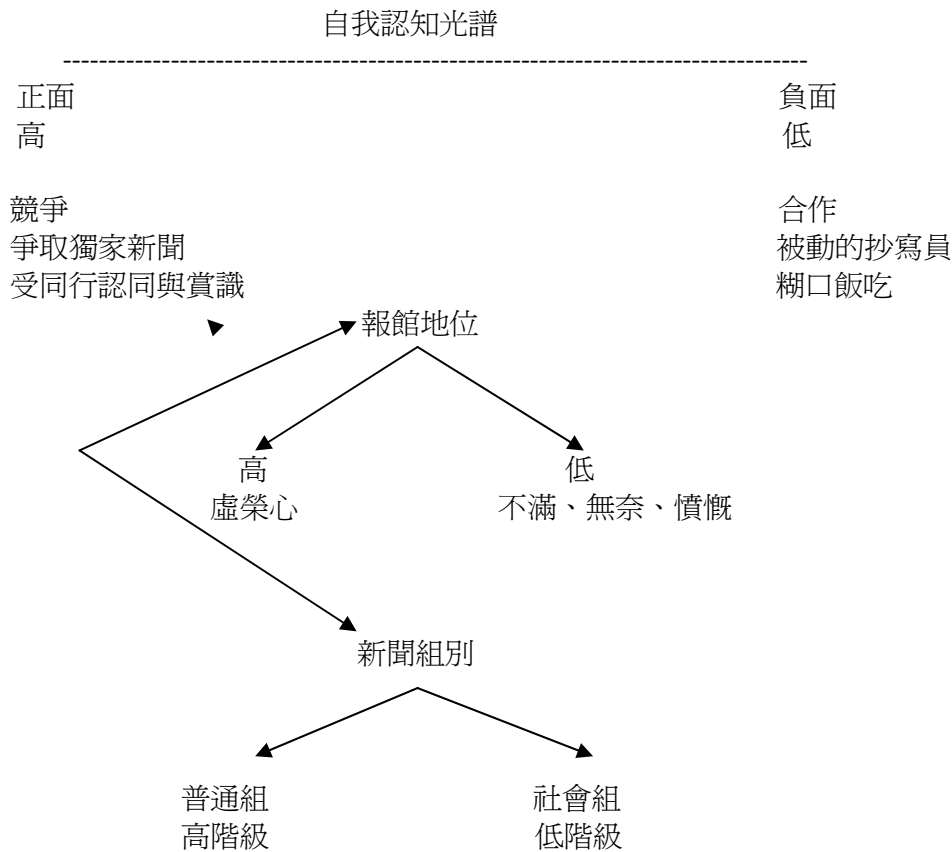 自我認知光譜
正面 負面
高 低
競爭 合作
爭取獨家新聞 被動的抄寫員
受同行認同與賞識 糊口飯吃
報館地位
高 低
虛榮心 不滿、無奈、憤慨
新聞組別
普通組 社會組
高階級 低階級